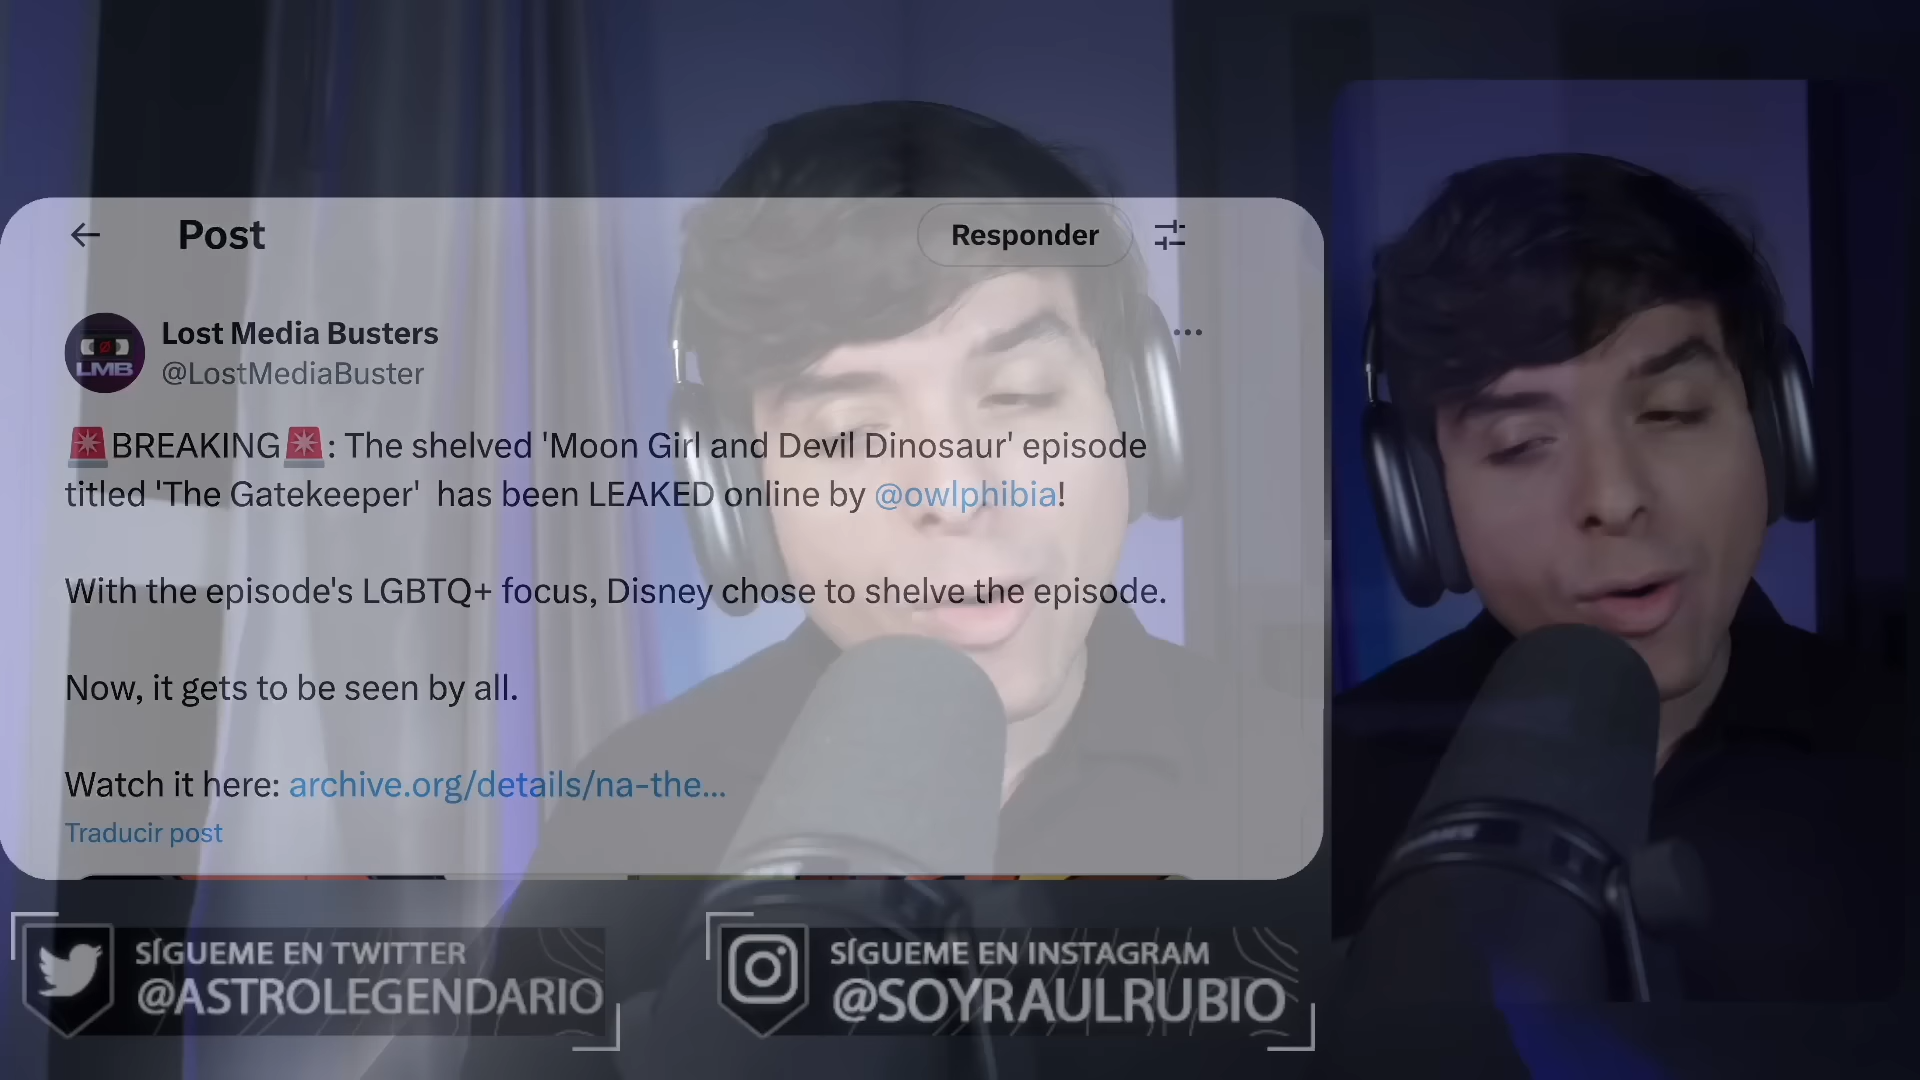 Post
Responder
Lost Media Busters
@LostMediaBuster
LMB
🚨BREAKING🚨: The shelved 'Moon Girl and Devil Dinosaur' episode
titled 'The Gatekeeper' has been LEAKED online by @owlphibia!
With the episode's LGBTQ+ focus, Disney chose to shelve the episode.
Now, it gets to be seen by all.
Watch it here: archive.org/details/na-the...
Traducir post
SÍGUEME EN TWITTER
@ASTROLEGENDARIO
SÍGUEME EN INSTAGRAM
@SOYRAULRUBIO